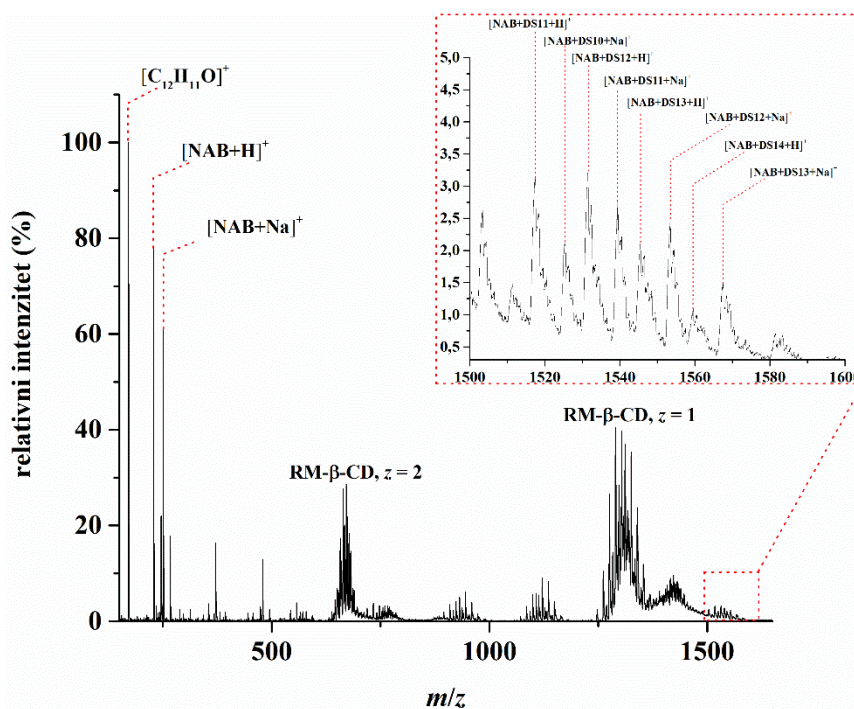 [NAB+DS11+H]+
[NAB+DS10+Na]+
[NAB+DS12+H]+
[NAB+DS11+Na]+
[NAB+DS13+H]+
[NAB+DS12+Na]+
[NAB+DS14+H]+
[NAB+DS13+Na]+
5,0
4,5
4,0
3,5
3,0
2,5
2,0
1,5
1,0
0,5
1500 1520 1540 1560 1580 1600
[C12H11O]+
[NAB+H]+
[NAB+Na]+
RM-β-CD, z = 2
RM-β-CD, z = 1
relativni intenzitet (%)
100
80
60
40
20
0
500 1000 1500
m/z